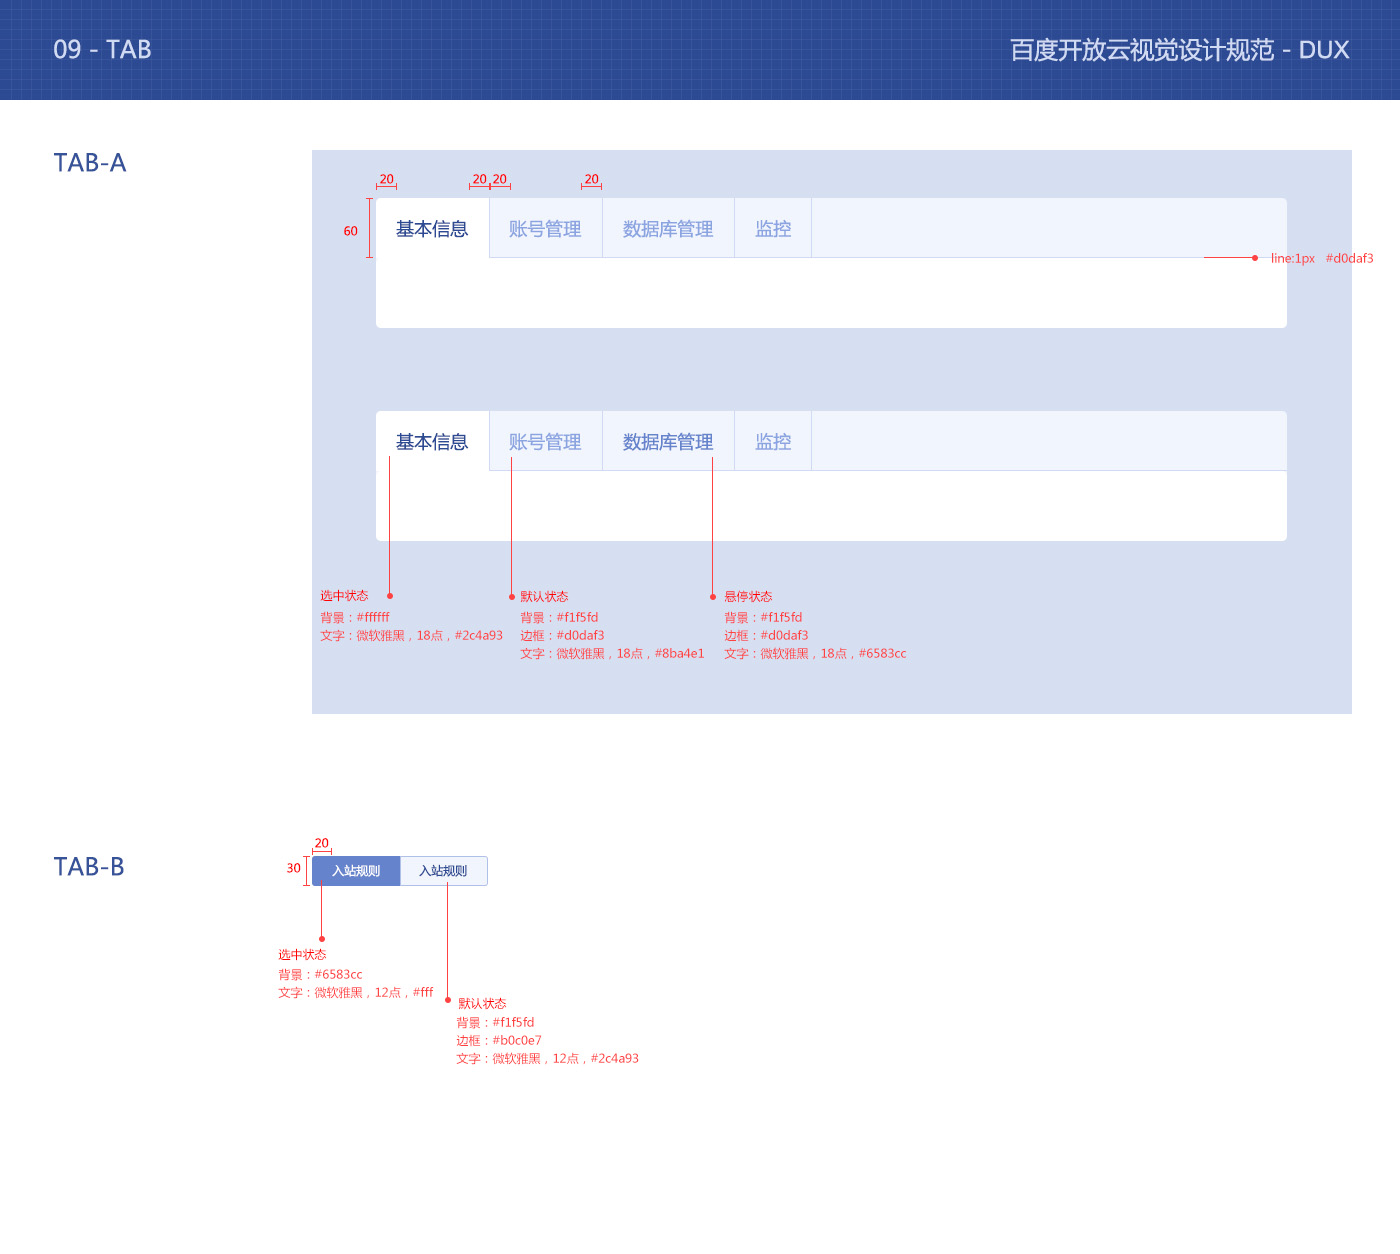 09 - TAB
百度开放云视觉设计规范 - DUX
TAB-A
20
20
20
20
60
基本信息
账号管理
数据库管理
监控
line:1px #d0daf3
基本信息
账号管理
数据库管理
监控
选中状态
背景：#ffffff
文字：微软雅黑，18点，#2c4a93
默认状态
背景：#f1f5fd
边框：#d0daf3
文字：微软雅黑，18点，#8ba4e1
悬停状态
背景：#f1f5fd
边框：#d0daf3
文字：微软雅黑，18点，#6583cc
TAB-B
20
30
入站规则
入站规则
选中状态
背景：#6583cc
文字：微软雅黑，12点，#fff
默认状态
背景：#f1f5fd
边框：#b0c0e7
文字：微软雅黑，12点，#2c4a93